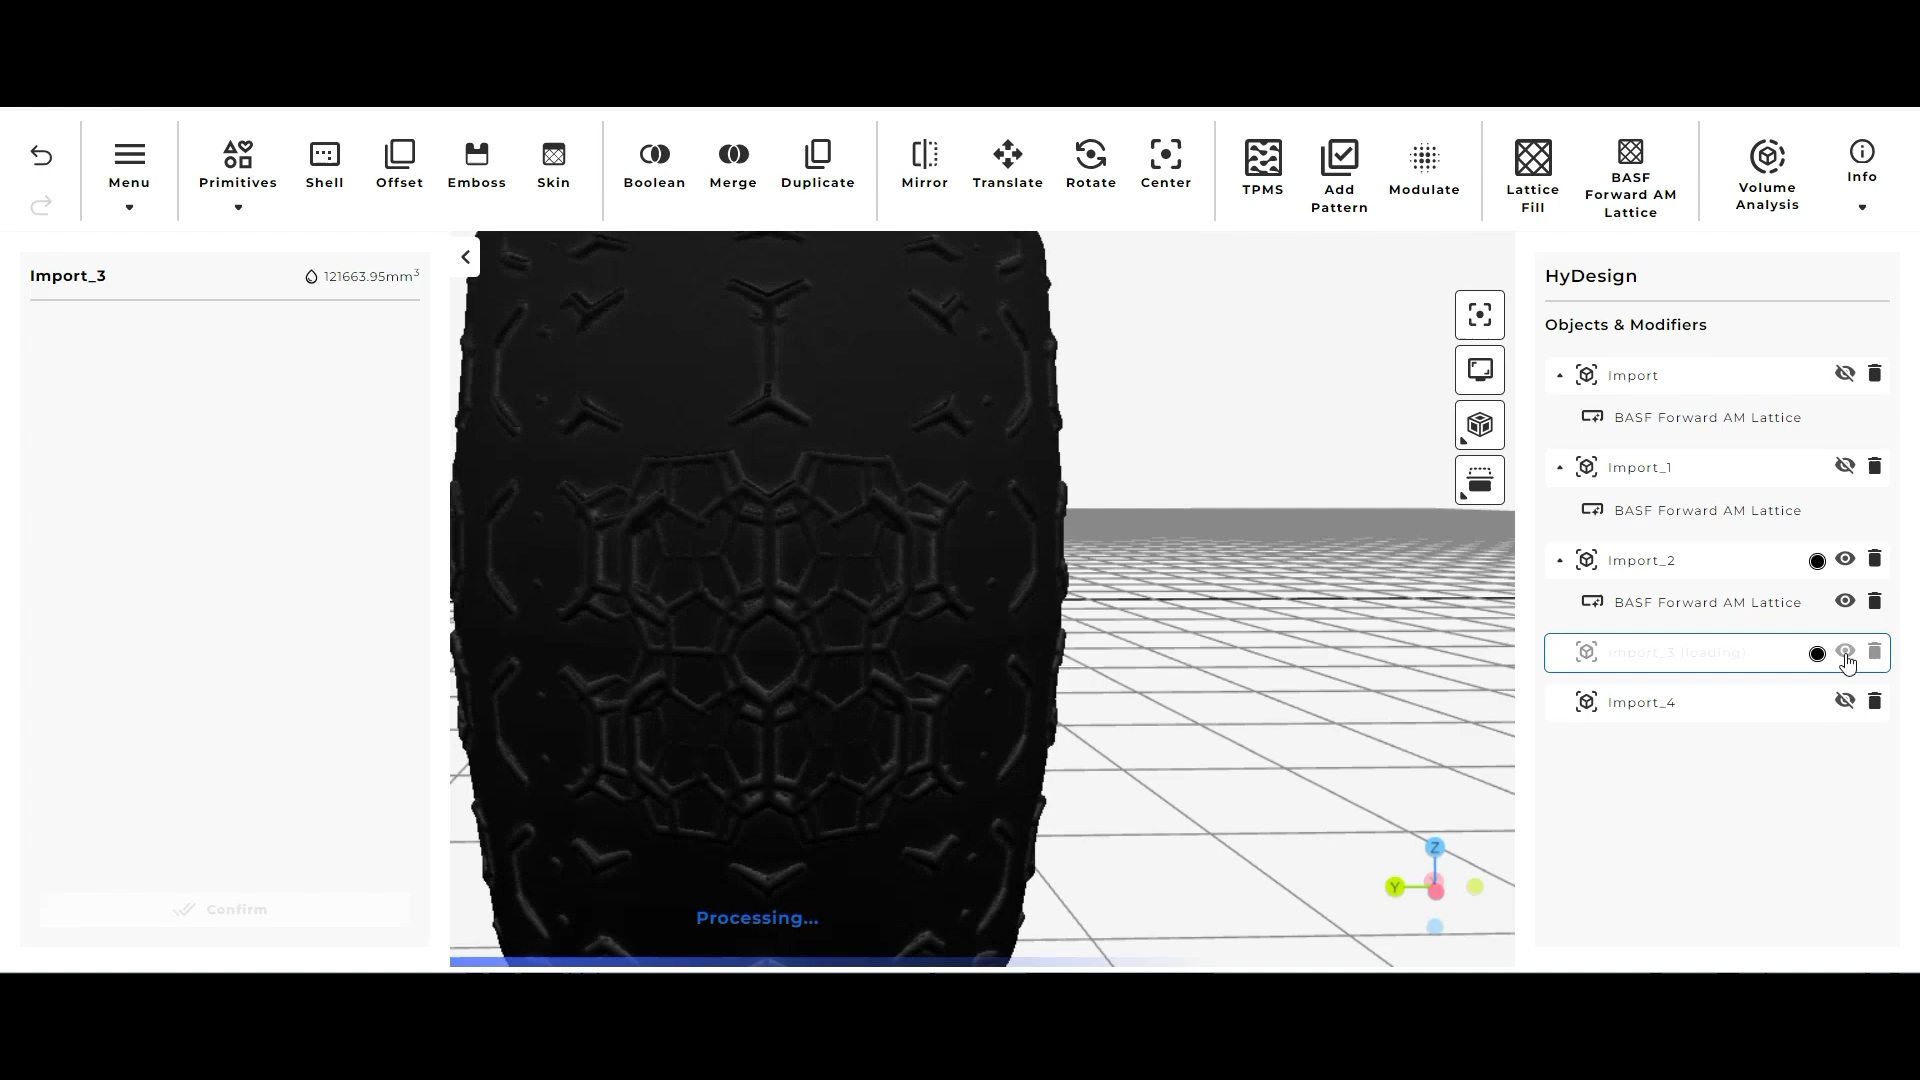 Menu
Primitives
Shell
Offset
Emboss
Skin
Boolean
Merge
Duplicate
Mirror
Translate
Rotate
Center
TPMS
Add
Pattern
Modulate
Lattice
Fill
BASF
Forward AM
Lattice
Volume
Analysis
Info
Import_3
121663.95mm³
Confirm
Processing...
Z
Y
HyDesign
Objects & Modifiers
Import
BASF Forward AM Lattice
Import_1
BASF Forward AM Lattice
Import_2
BASF Forward AM Lattice
Import_3 (loading)
Import_4